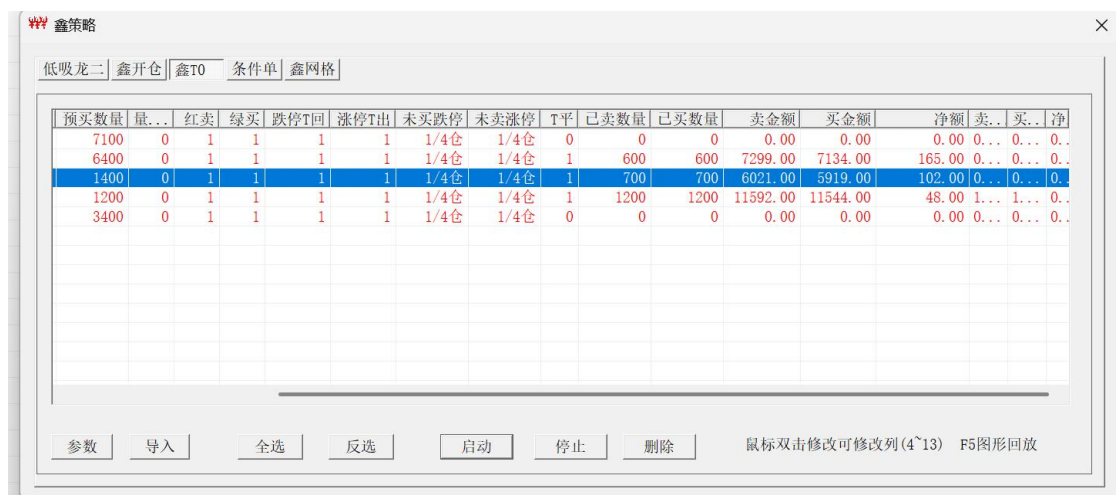 鑫策略
低吸龙二 鑫开仓 鑫T0 条件单 鑫网格
预买数量 量... 红卖 绿买 跌停T回 涨停T出 未买跌停 未卖涨停 T平 已卖数量 已买数量 卖金额 买金额 净额 卖.. 买.. 净
7100 0 1 1 1 1 1/4仓 1/4仓 0 0 0 0.00 0.00 0.00 0... 0... 0..
6400 0 1 1 1 1 1/4仓 1/4仓 1 600 600 7299.00 7134.00 165.00 0... 0... 0..
1400 0 1 1 1 1 1/4仓 1/4仓 1 700 700 6021.00 5919.00 102.00 0... 0... 0..
1200 0 1 1 1 1 1/4仓 1/4仓 1 1200 1200 11592.00 11544.00 48.00 1... 1... 0..
3400 0 1 1 1 1 1/4仓 1/4仓 0 0 0 0.00 0.00 0.00 0... 0... 0..
参数 导入 全选 反选 启动 停止 删除 鼠标双击修改可修改列(4~13) F5图形回放